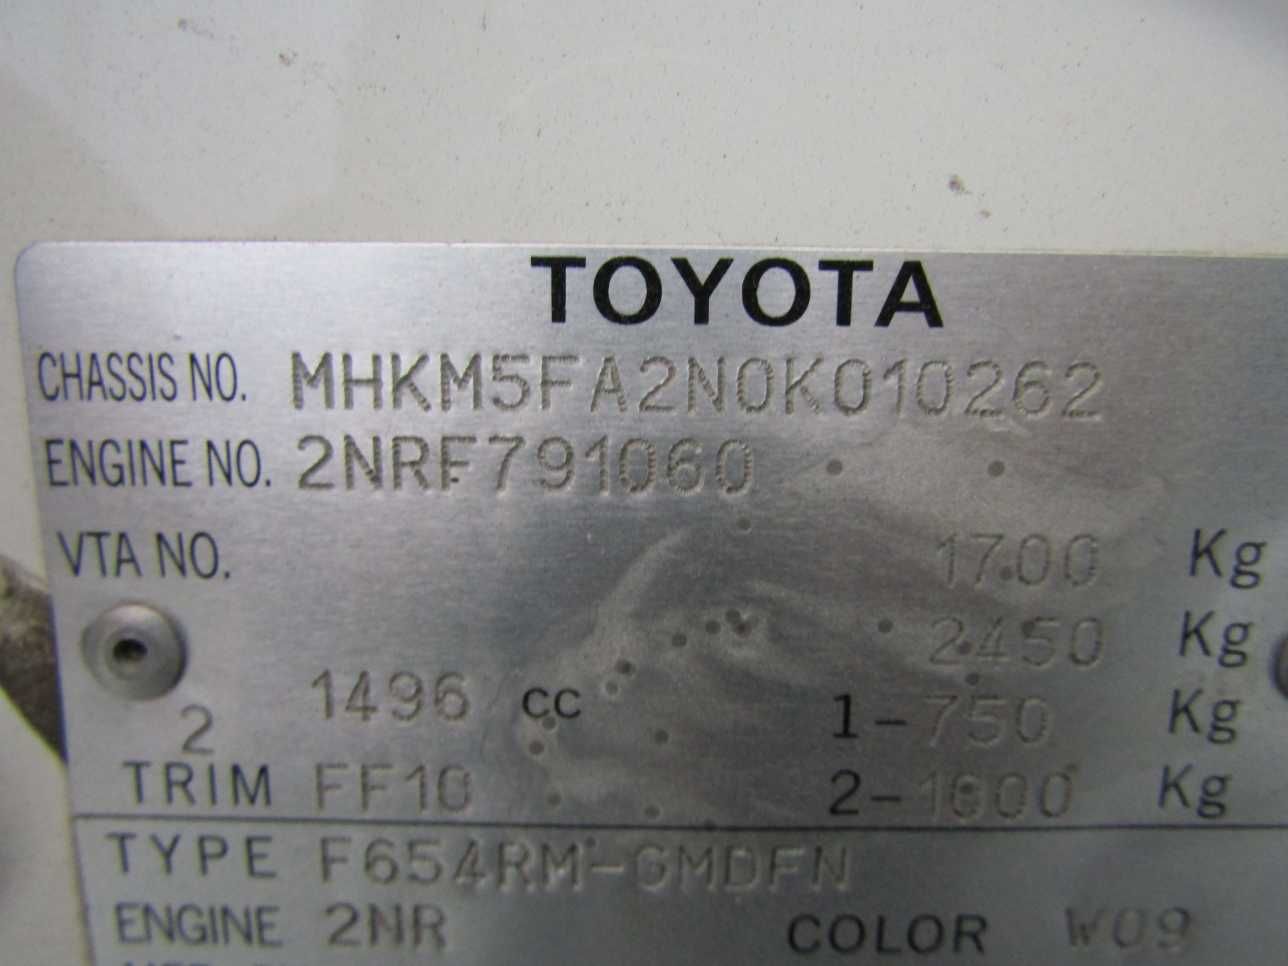 TOYOTA
CHASSIS NO. MHKM5FA2N0K010262
ENGINE NO. 2NRF791060
VTA NO. 1700 Kg
2450 Kg
1496 CC 1-750 Kg
2
TRIM FF10 2-1600 Kg
TYPE F654RM-GMDFN
ENGINE 2NR COLOR W09